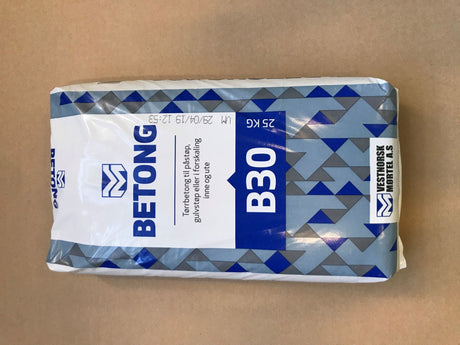 BETONG
Tørrbetong til påstøp,
gulvstøp eller i forskaling
inne og ute
VM 29/04/19 12:53
25 KG
B30
VESTNORSK
MØRTEL A.S
BETONG